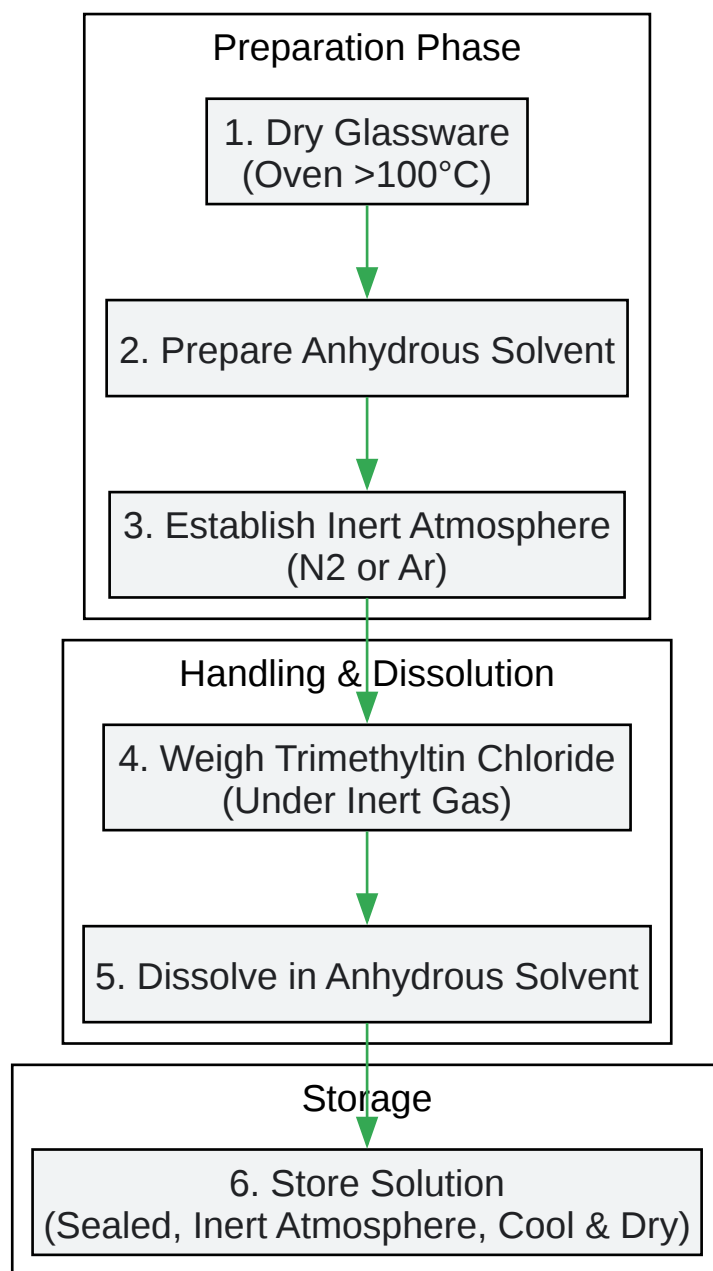 Preparation Phase
1. Dry Glassware
(Oven >100°C)
2. Prepare Anhydrous Solvent
3. Establish Inert Atmosphere
(N2 or Ar)
Handling & Dissolution
4. Weigh Trimethyltin Chloride
(Under Inert Gas)
5. Dissolve in Anhydrous Solvent
Storage
6. Store Solution
(Sealed, Inert Atmosphere, Cool & Dry)